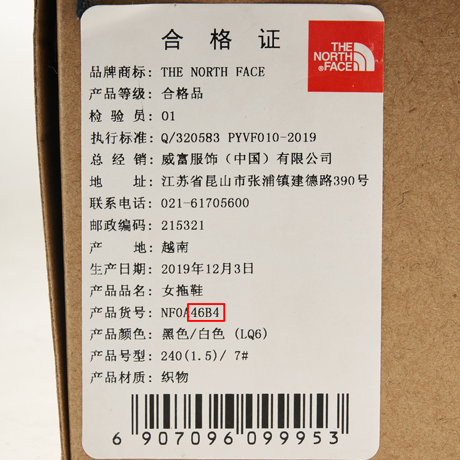 合格证
THE
NORTH
FACE
品牌商标: THE NORTH FACE
产品等级: 合格品
检 验 员: 01
执行标准: Q/320583 PYVF010-2019
总 经 销: 威富服饰（中国）有限公司
地 址: 江苏省昆山市张浦镇建德路390号
联系电话: 021-61705600
邮政编码: 215321
产 地: 越南
生产日期: 2019年12月3日
产品品名: 女拖鞋
产品货号: NF0A46B4
产品颜色: 黑色/白色 (LQ6)
产品号型: 240(1.5)/ 7#
产品材质: 织物
6 907096 099953